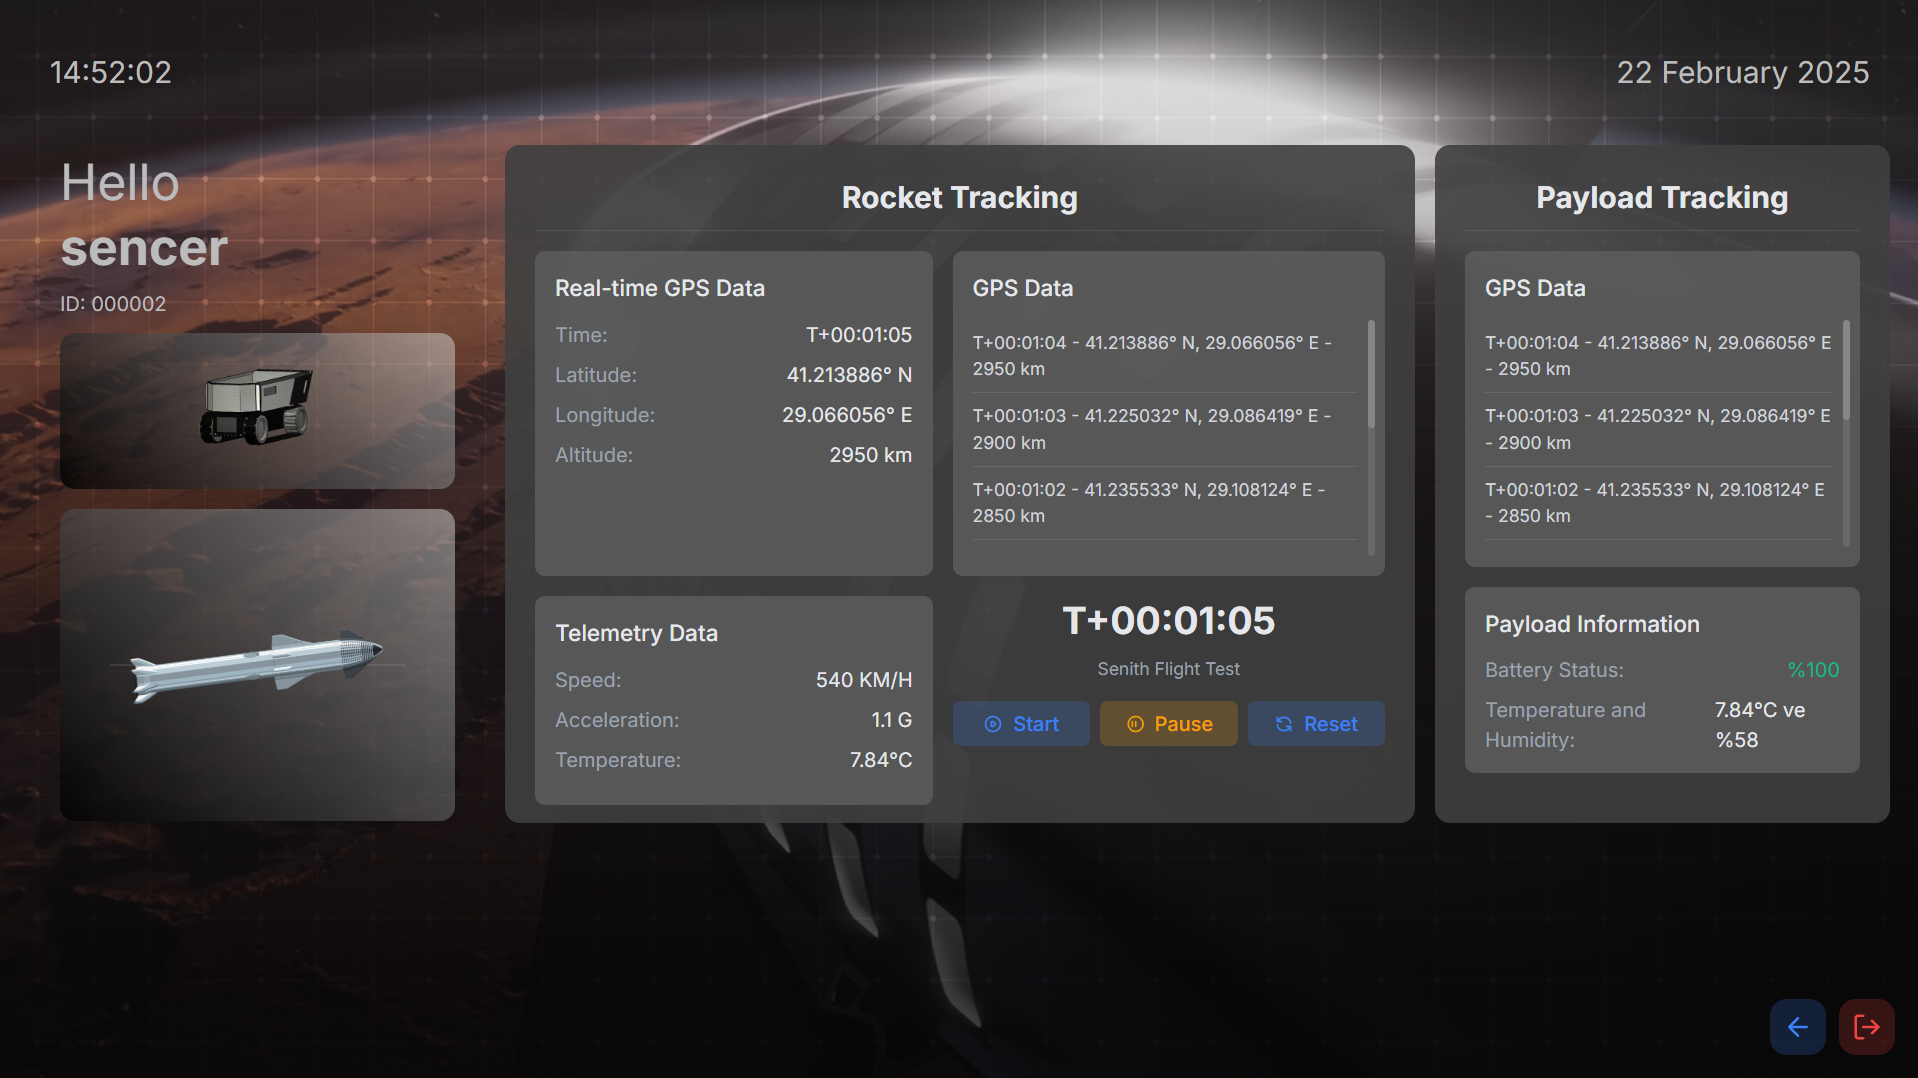 14:52:02
22 February 2025
Hello
sencer
ID: 000002
Rocket Tracking
Real-time GPS Data
Time: T+00:01:05
Latitude: 41.213886° N
Longitude: 29.066056° E
Altitude: 2950 km
GPS Data
T+00:01:04 - 41.213886° N, 29.066056° E -
2950 km
T+00:01:03 - 41.225032° N, 29.086419° E -
2900 km
T+00:01:02 - 41.235533° N, 29.108124° E -
2850 km
Telemetry Data
Speed: 540 KM/H
Acceleration: 1.1 G
Temperature: 7.84°C
T+00:01:05
Senith Flight Test
Start Pause Reset
Payload Tracking
GPS Data
T+00:01:04 - 41.213886° N, 29.066056° E
- 2950 km
T+00:01:03 - 41.225032° N, 29.086419° E
- 2900 km
T+00:01:02 - 41.235533° N, 29.108124° E
- 2850 km
Payload Information
Battery Status: %100
Temperature and 7.84°C ve
Humidity: %58